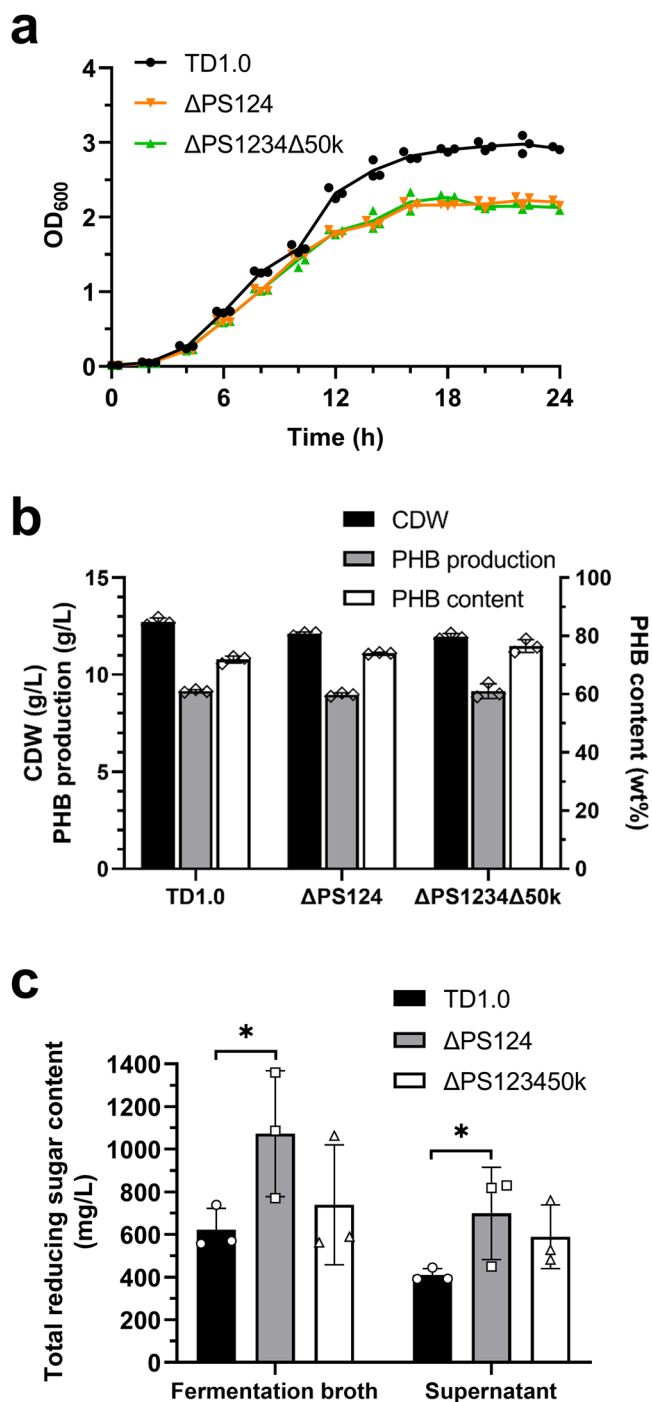 a
TD1.0
ΔPS124
ΔPS1234Δ50k
OD600
4
3
2
1
0
0 6 12 18 24
Time (h)
b
CDW
PHB production
PHB content
CDW (g/L)
PHB production (g/L)
15
10
5
0
100
80
60
40
20
0
PHB content (wt%)
TD1.0 ΔPS124 ΔPS1234Δ50k
c
TD1.0
ΔPS124
ΔPS123450k
Total reducing sugar content
(mg/L)
1400
1200
1000
800
600
400
200
0
*
*
Fermentation broth Supernatant